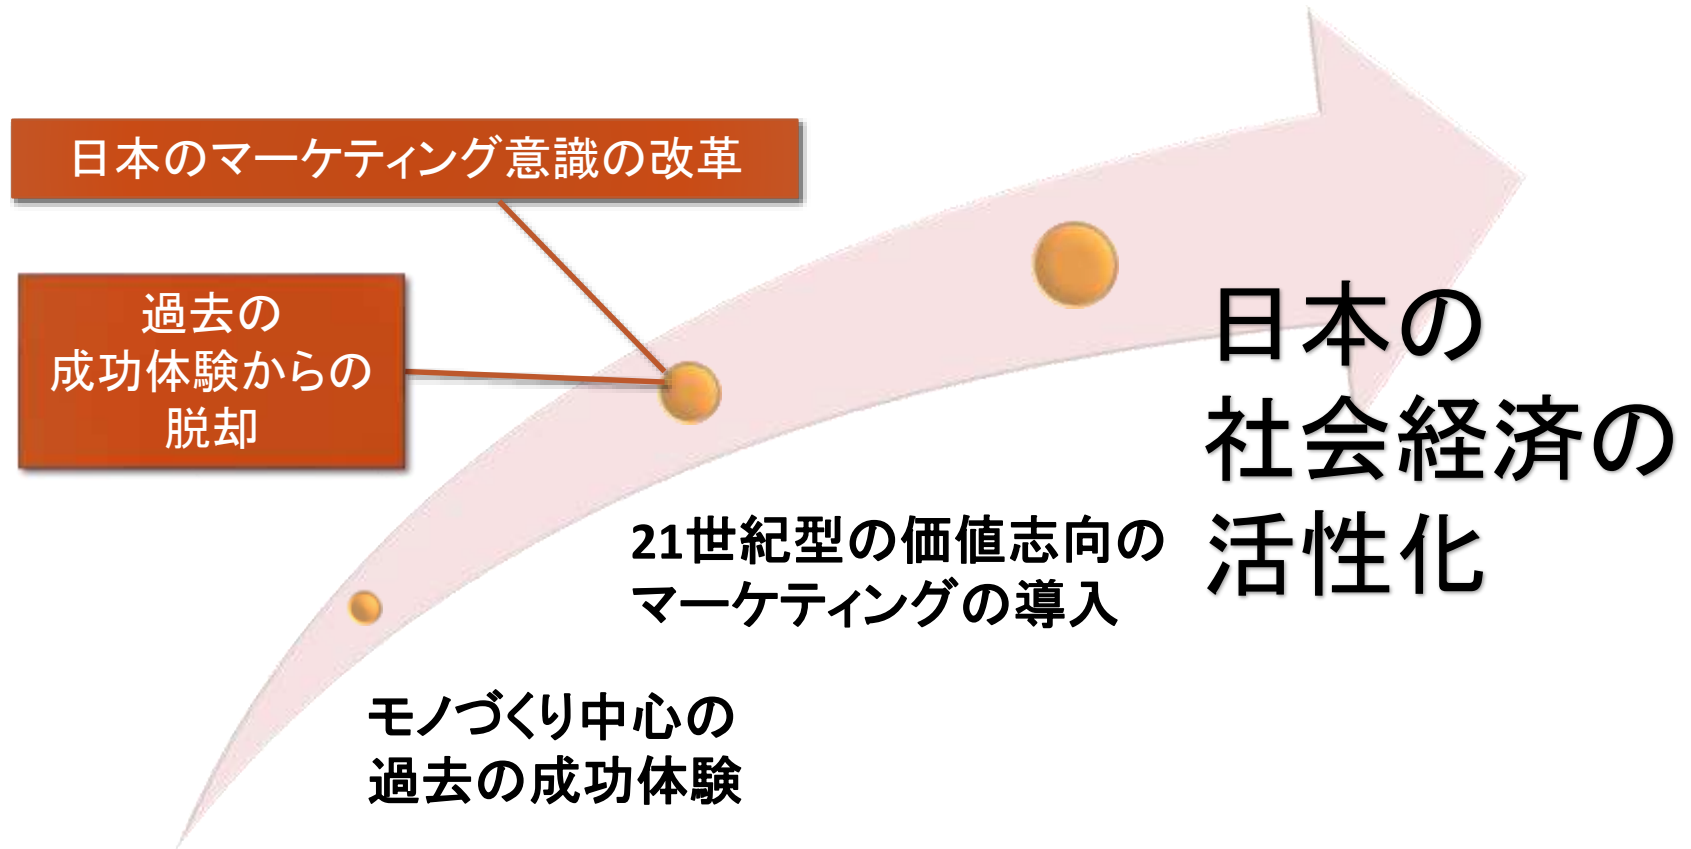 日本のマーケティング意識の改革
過去の
成功体験からの
脱却
日本の
社会経済の
活性化
21世紀型の価値志向の
マーケティングの導入
モノづくり中心の
過去の成功体験